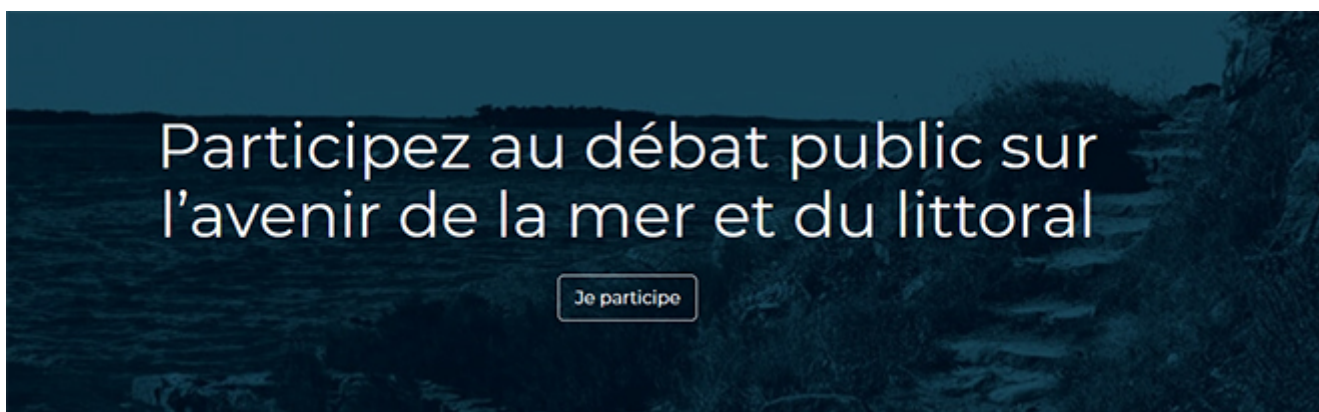 Participez au débat public sur
l’avenir de la mer et du littoral
Je participe